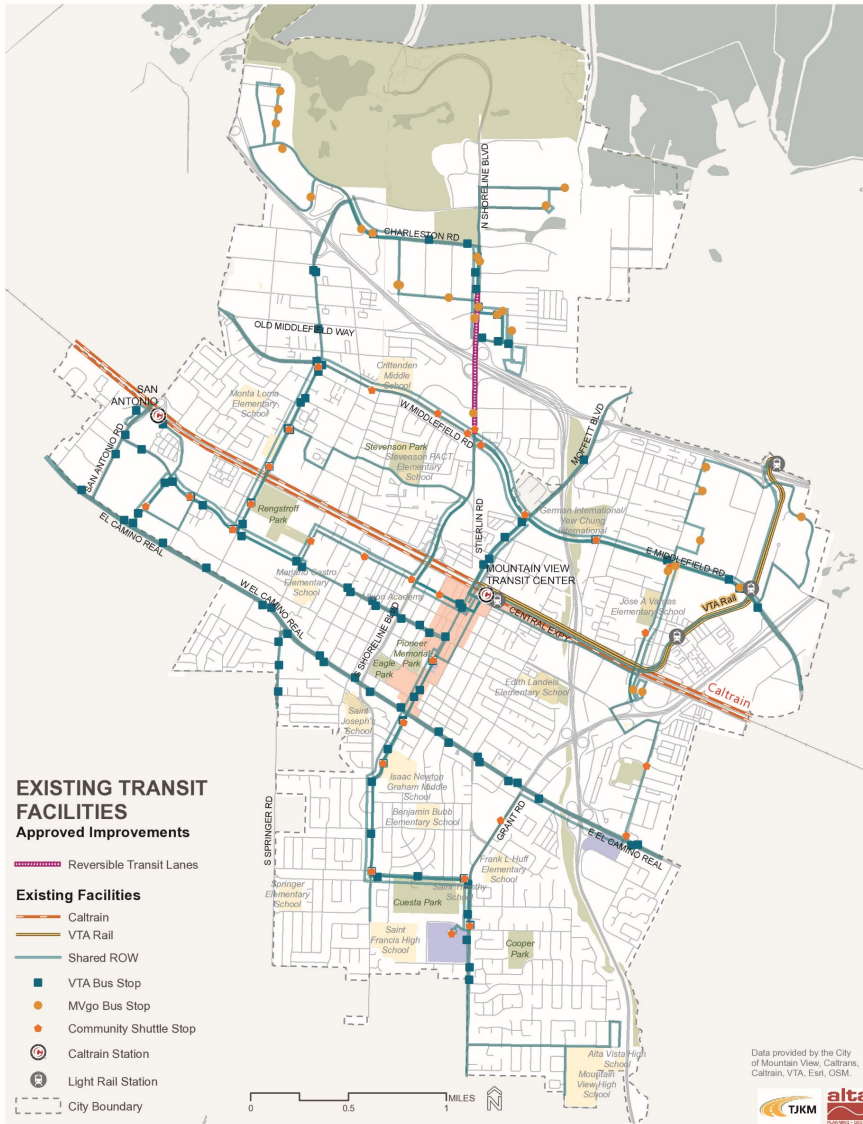 N SHORELINE BLVD
CHARLESTON RD
OLD MIDDLEFIELD WAY
Crittenden
Middle
School
SAN
ANTONIO
Monta Loma
Elementary
School
W MIDDLEFIELD RD
MOFFETT BLVD
Stevenson Park
Stevenson PACT
Elementary
School
SAN ANTONIO RD
Rengstroff
Park
STIERLIN RD
German International/
Yew Chung
International
EL CAMINO REAL
E MIDDLEFIELD RD
MOUNTAIN VIEW
TRANSIT CENTER
Mariano Castro
Elementary
School
Academy
W EL CAMINO REAL
VTA Rail
Jose A Vargas
Elementary School
CENTRAL EXPY
S SHORELINE BLVD
Pioneer
Memorial
Park
Eagle
Park
Edith Landels
Elementary School
Caltrain
Saint
Joseph's
School
Isaac Newton
Graham Middle
School
Benjamin Bubb
Elementary School
GRANT RD
S SPRINGER RD
E EL CAMINO REAL
Frank L Huff
Elementary
School
Springer
Elementary
School
Saint Timothy
School
Cuesta Park
Saint
Francis High
School
Cooper
Park
Alta Vista High
School
Mountain
View High
School
EXISTING TRANSIT
FACILITIES
Approved Improvements
Reversible Transit Lanes
Existing Facilities
Caltrain
VTA Rail
Shared ROW
VTA Bus Stop
MVgo Bus Stop
Community Shuttle Stop
Caltrain Station
Light Rail Station
City Boundary
0 0.5 1 MILES
N
Data provided by the City
of Mountain View, Caltrans,
Caltrain, VTA, Esri, OSM.
TJKM
alta